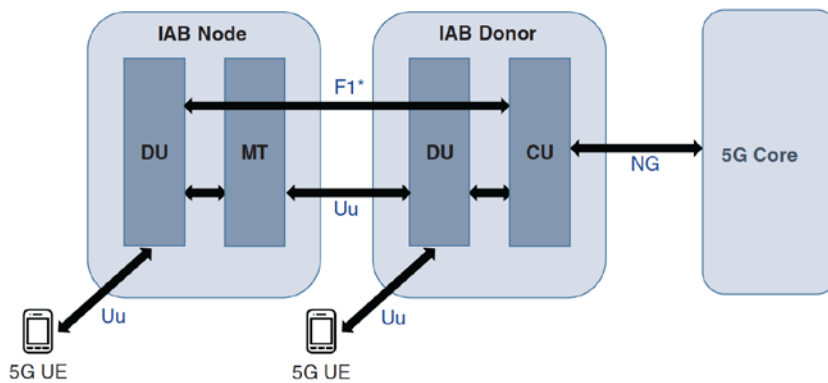 IAB Node
IAB Donor
F1*
DU
MT
DU
CU
NG
5G Core
Uu
Uu
Uu
5G UE
5G UE